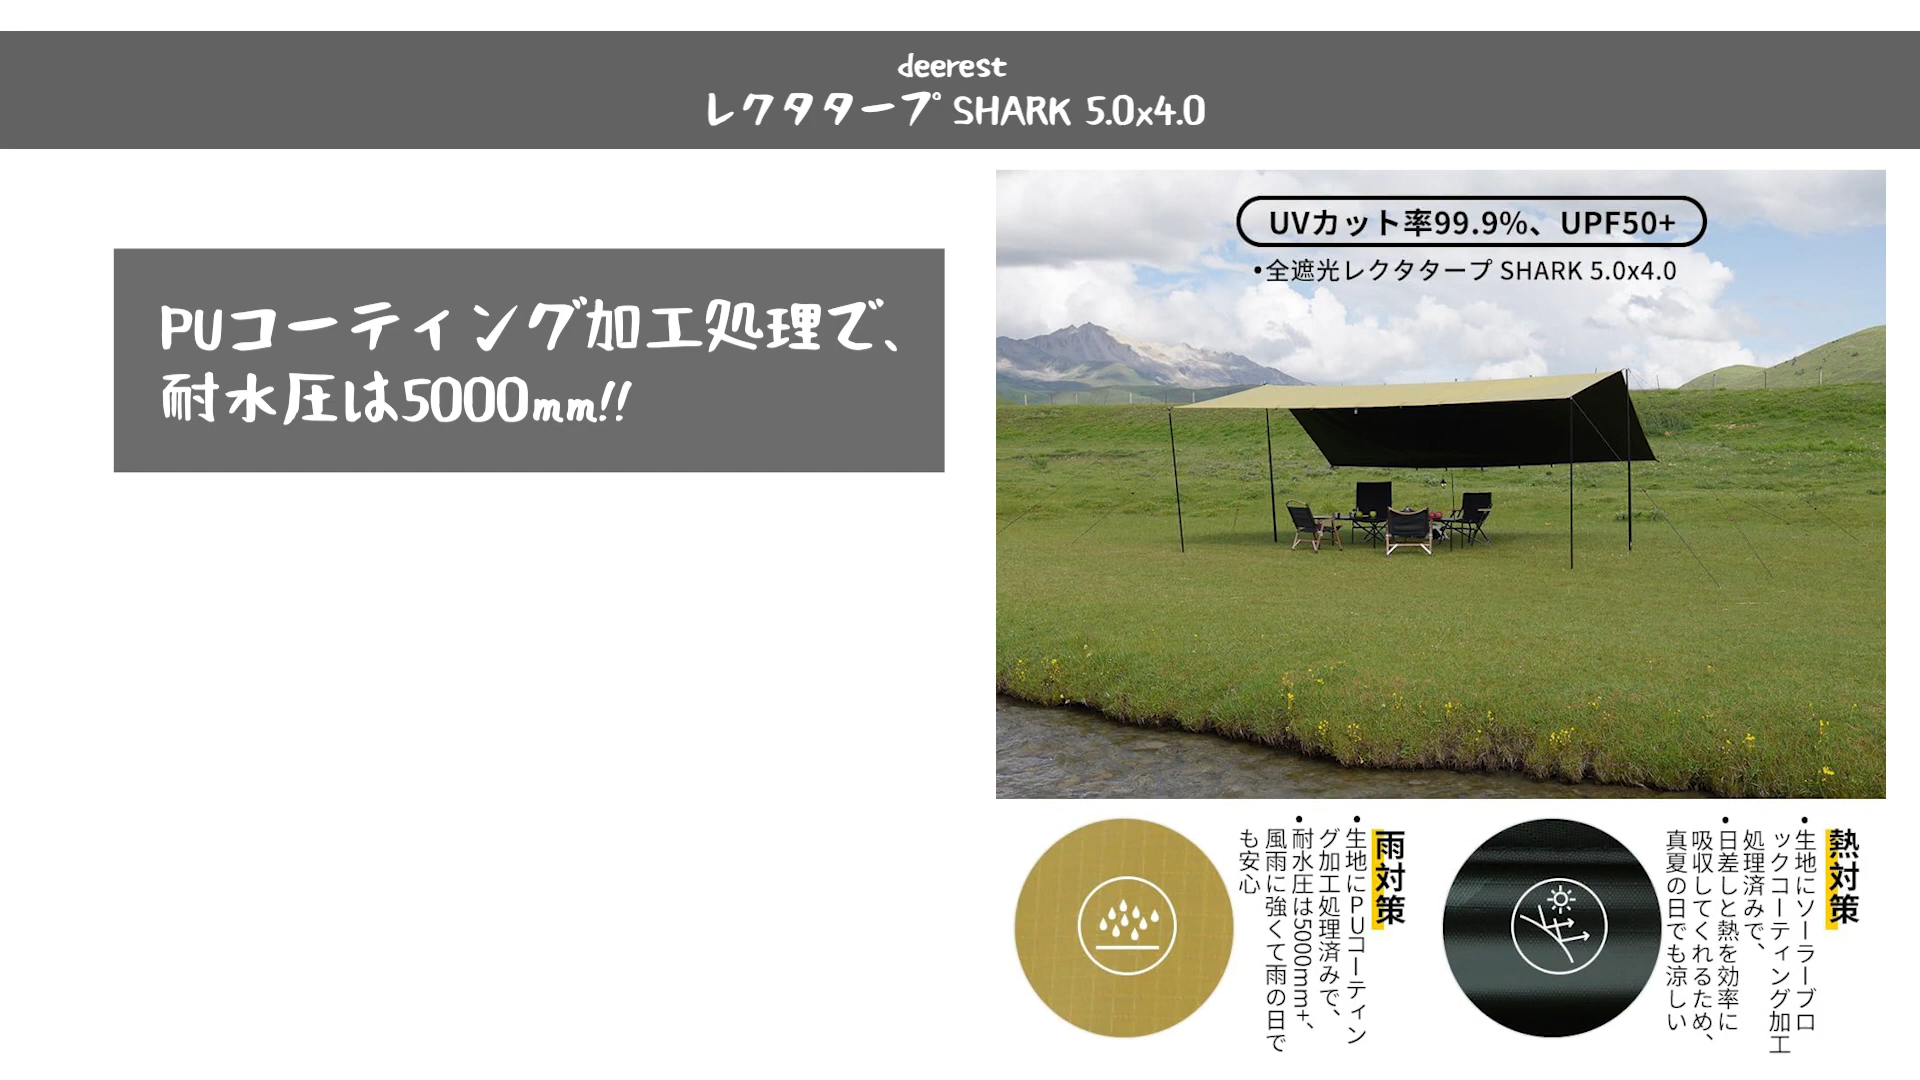 deerest
レクタタープ SHARK 5.0x4.0
PUコーティング加工処理で、
耐水圧は5000mm!!
UVカット率99.9%、UPF50+
•全遮光レクタタープ SHARK 5.0x4.0
熱対策
•生地にソーラーブロ
ックコーティング加工
処理済みで、
•日差しと熱を効率に
吸収してくれるため、
真夏の日でも涼しい
雨対策
•生地にPUコーティン
グ加工処理済みで、
•耐水圧は5000mm+、
風雨に強くて雨の日で
も安心